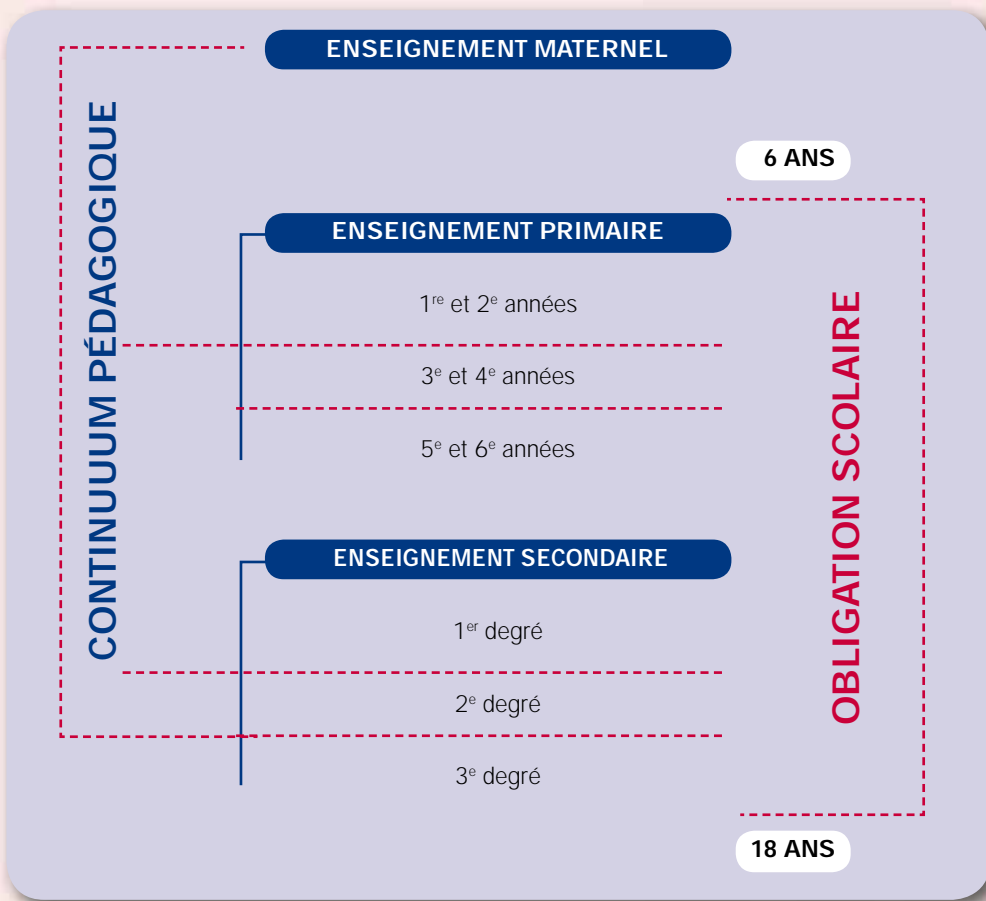 ENSEIGNEMENT MATERNEL
CONTINUUUM PÉDAGOGIQUE
6 ANS
ENSEIGNEMENT PRIMAIRE
1re et 2e années
3e et 4e années
5e et 6e années
OBLIGATION SCOLAIRE
ENSEIGNEMENT SECONDAIRE
1er degré
2e degré
3e degré
18 ANS